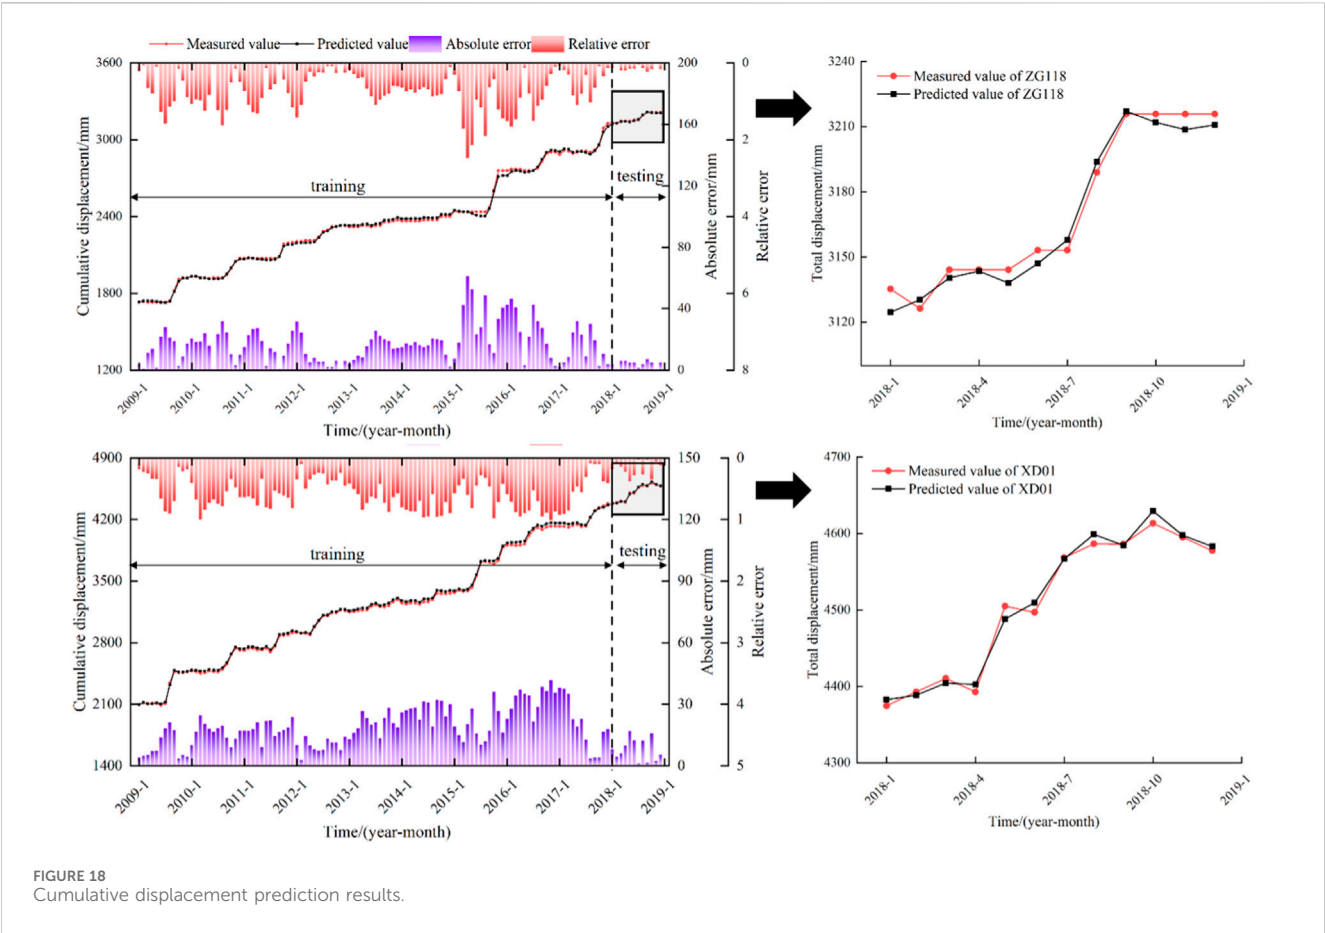 Measured value
Predicted value
Absolute error
Relative error
3600
3000
2400
1800
1200
Cumulative displacement/mm
training
testing
200
160
120
80
40
0
Absolute error/mm
0
2
4
6
8
Relative error
2009-1
2010-1
2011-1
2012-1
2013-1
2014-1
2015-1
2016-1
2017-1
2018-1
2019-1
Time/(year-month)
Measured value of ZG118
Predicted value of ZG118
3240
3210
3180
3150
3120
Total displacement/mm
2018-1
2018-4
2018-7
2018-10
2019-1
Time/(year-month)
4900
4200
3500
2800
2100
1400
Cumulative displacement/mm
training
testing
150
120
90
60
30
0
Absolute error/mm
0
1
2
3
4
5
Relative error
2009-1
2010-1
2011-1
2012-1
2013-1
2014-1
2015-1
2016-1
2017-1
2018-1
2019-1
Time/(year-month)
Measured value of XD01
Predicted value of XD01
4700
4600
4500
4400
4300
Total displacement/mm
2018-1
2018-4
2018-7
2018-10
2019-1
Time/(year-month)
FIGURE 18
Cumulative displacement prediction results.